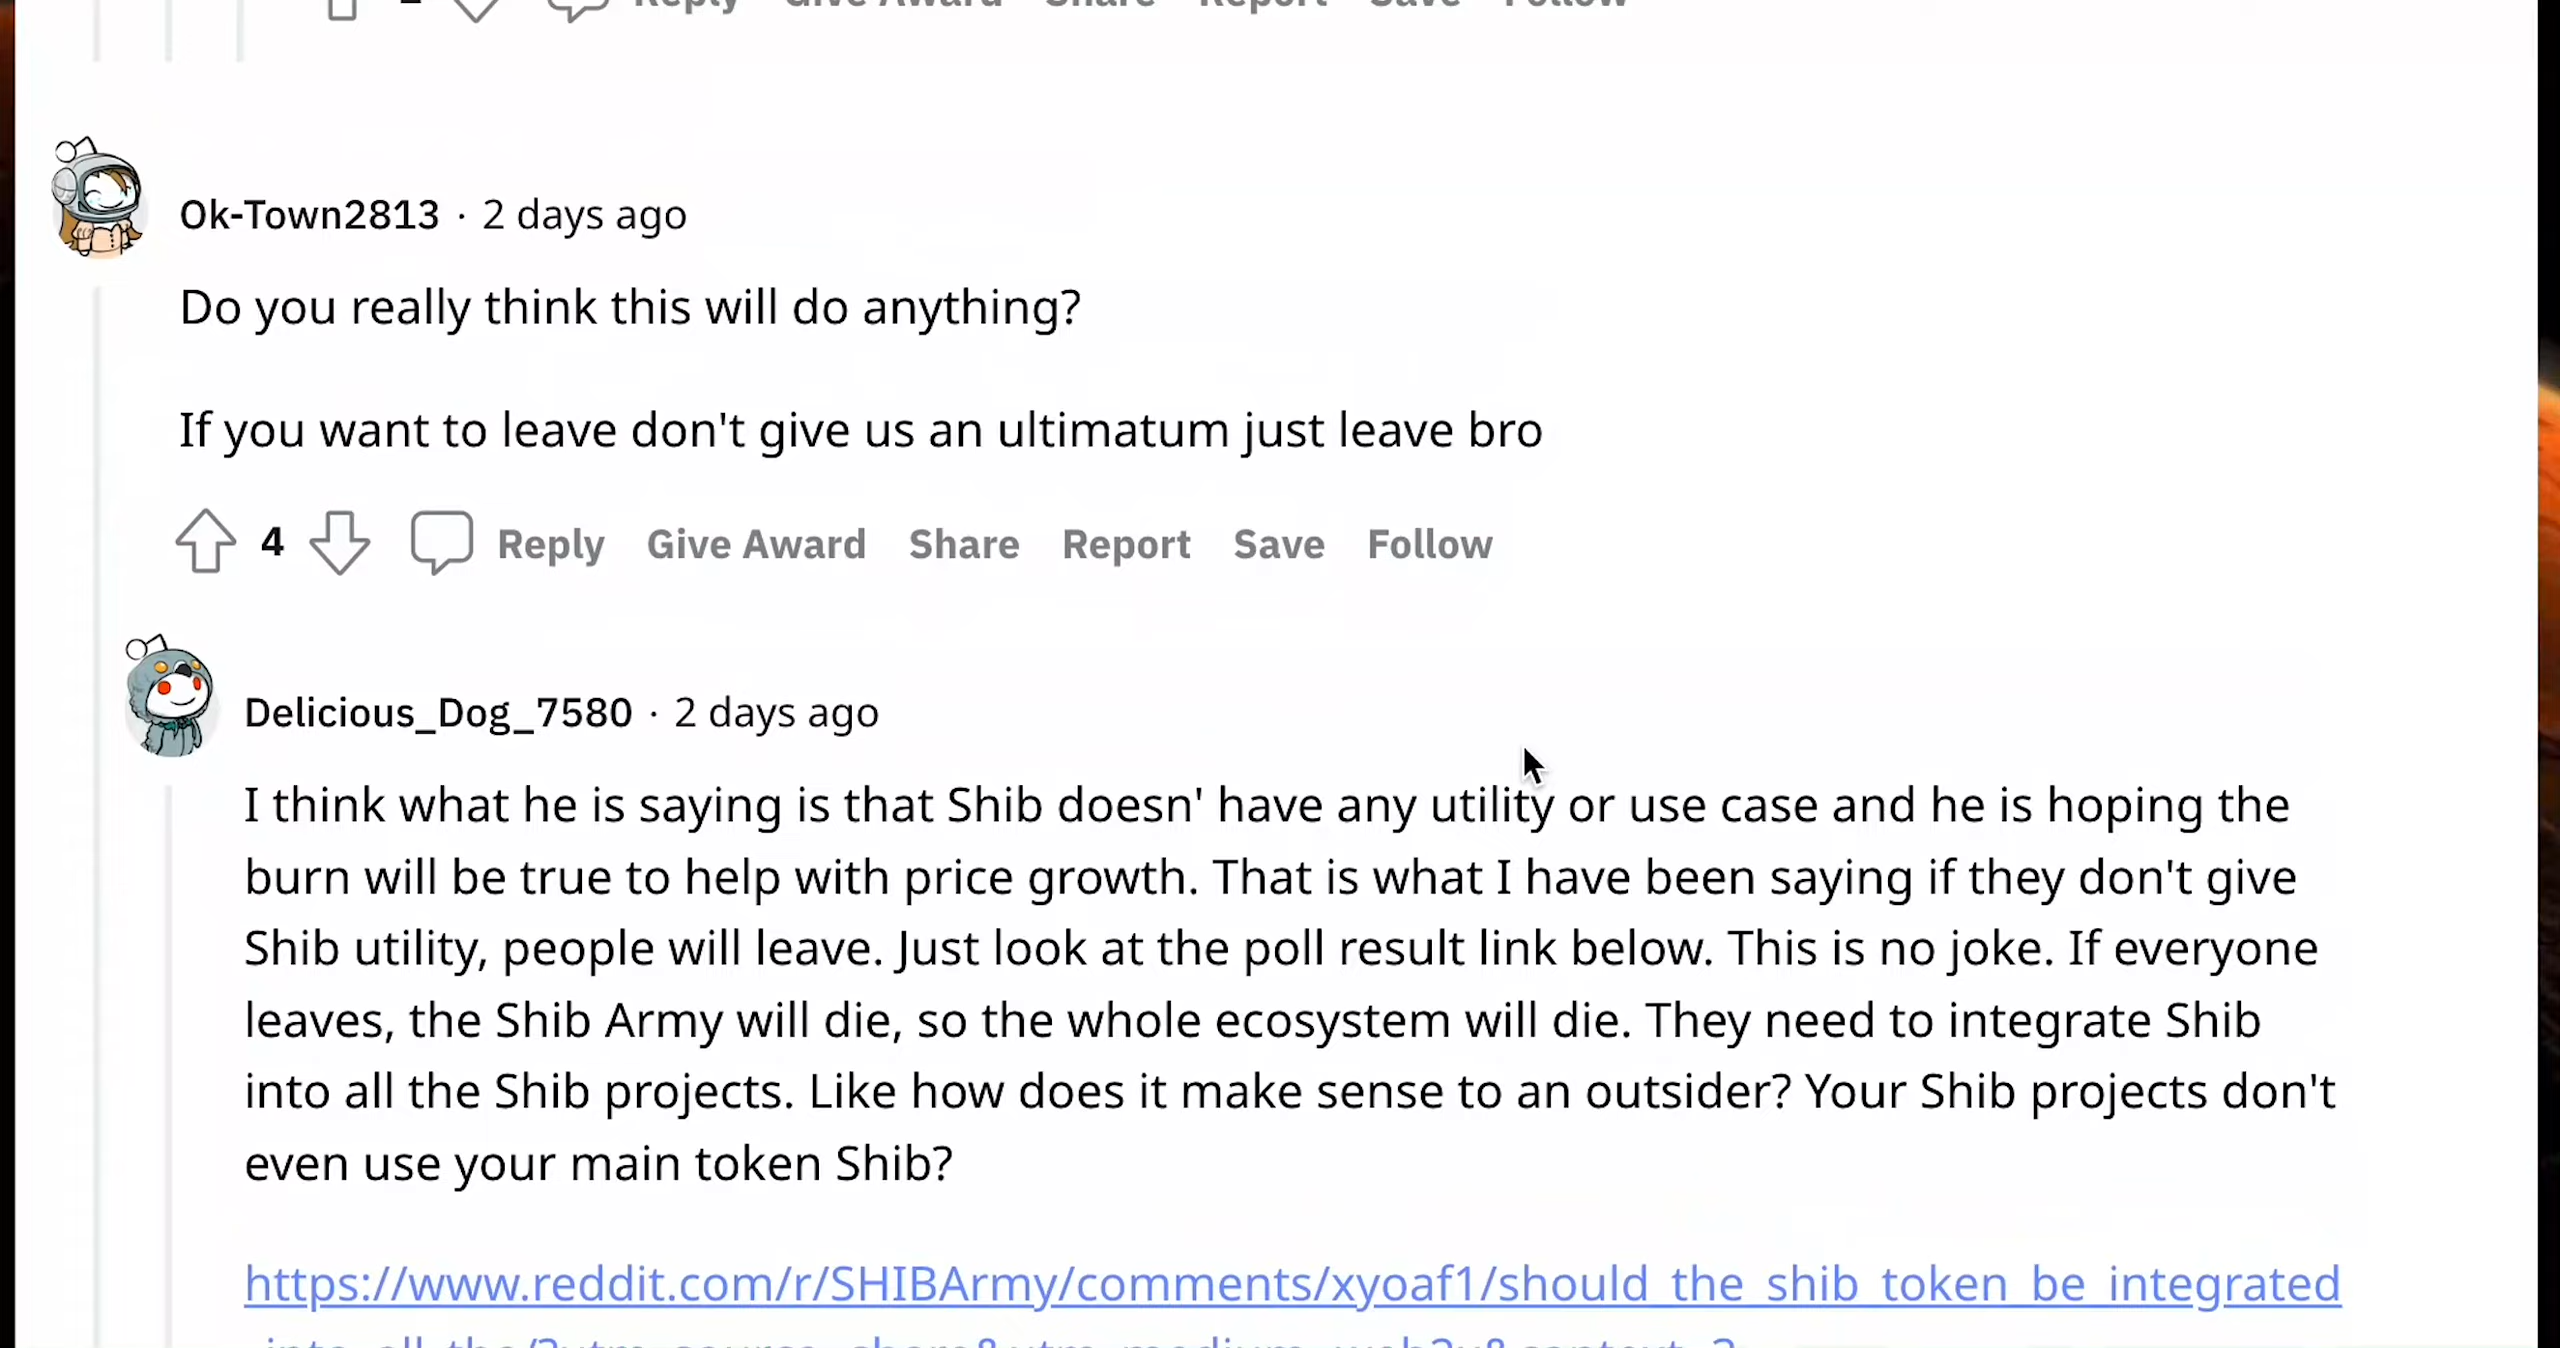 Reply Give Award Share Report Save Follow
Ok-Town2813 · 2 days ago
Do you really think this will do anything?
If you want to leave don't give us an ultimatum just leave bro
4 Reply Give Award Share Report Save Follow
Delicious_Dog_7580 · 2 days ago
I think what he is saying is that Shib doesn' have any utility or use case and he is hoping the
burn will be true to help with price growth. That is what I have been saying if they don't give
Shib utility, people will leave. Just look at the poll result link below. This is no joke. If everyone
leaves, the Shib Army will die, so the whole ecosystem will die. They need to integrate Shib
into all the Shib projects. Like how does it make sense to an outsider? Your Shib projects don't
even use your main token Shib?
https://www.reddit.com/r/SHIBArmy/comments/xyoaf1/should_the_shib_token_be_integrated